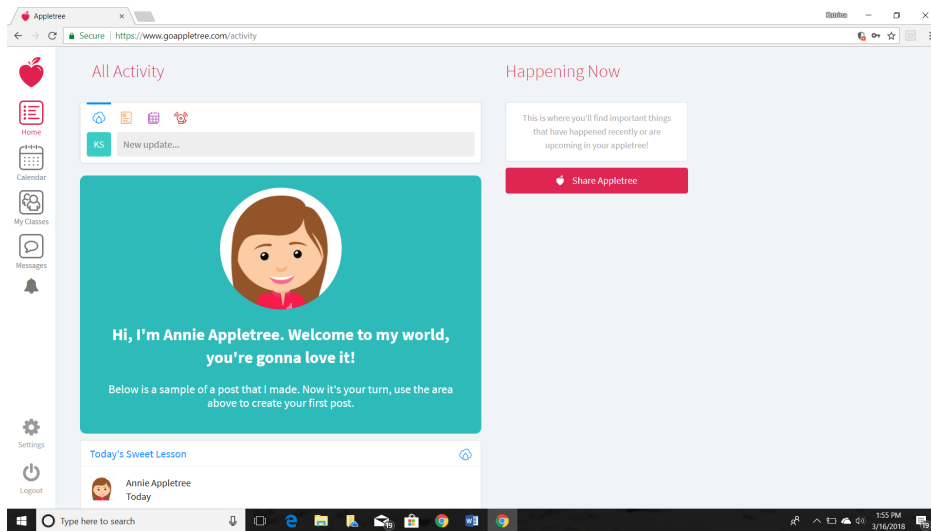 Appletree
Katrina
Secure | https://www.goappletree.com/activity
All Activity
Happening Now
Home
Calendar
My Classes
Messages
Settings
Logout
KS
New update...
This is where you'll find important things
that have happened recently or are
upcoming in your appletree!
Share Appletree
Hi, I'm Annie Appletree. Welcome to my world,
you're gonna love it!
Below is a sample of a post that I made. Now it's your turn, use the area
above to create your first post.
Today's Sweet Lesson
Annie Appletree
Today
Type here to search
19
1:55 PM
3/16/2018
19